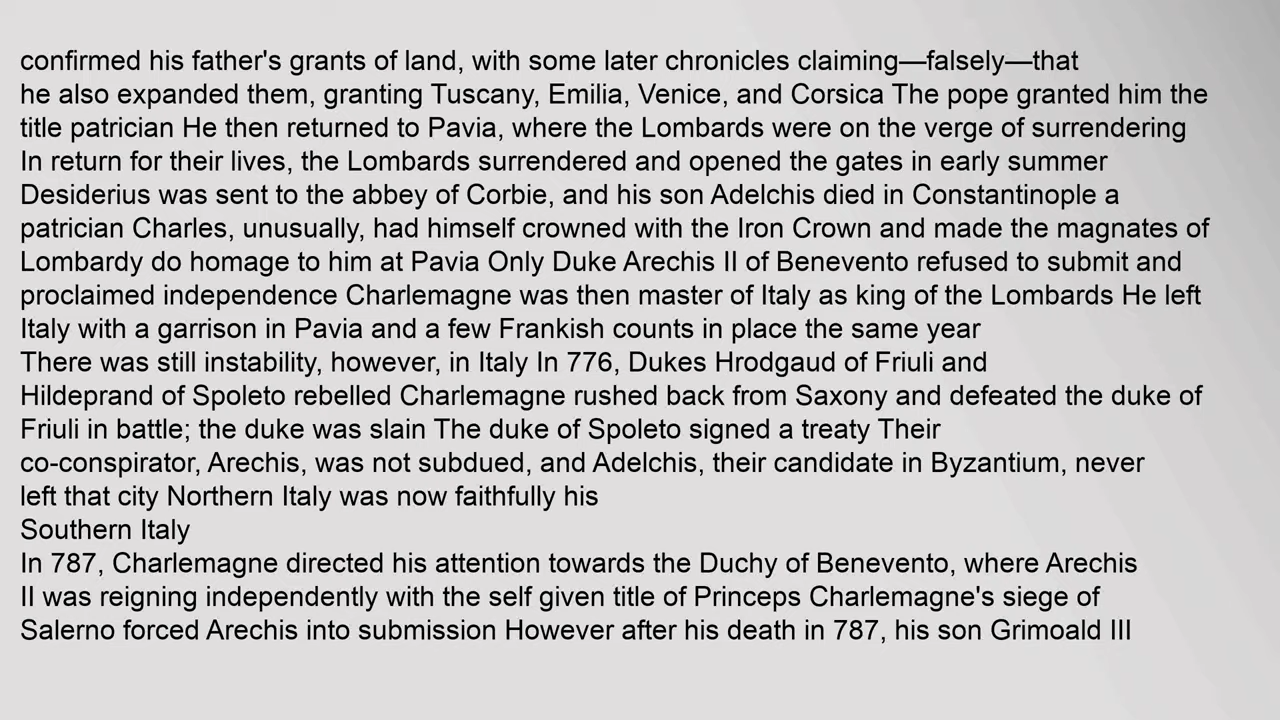 confirmed his father's grants of land, with some later chronicles claiming—falsely—that
he also expanded them, granting Tuscany, Emilia, Venice, and Corsica The pope granted him the
title patrician He then returned to Pavia, where the Lombards were on the verge of surrendering
In return for their lives, the Lombards surrendered and opened the gates in early summer
Desiderius was sent to the abbey of Corbie, and his son Adelchis died in Constantinople a
patrician Charles, unusually, had himself crowned with the Iron Crown and made the magnates of
Lombardy do homage to him at Pavia Only Duke Arechis II of Benevento refused to submit and
proclaimed independence Charlemagne was then master of Italy as king of the Lombards He left
Italy with a garrison in Pavia and a few Frankish counts in place the same year
There was still instability, however, in Italy In 776, Dukes Hrodgaud of Friuli and
Hildeprand of Spoleto rebelled Charlemagne rushed back from Saxony and defeated the duke of
Friuli in battle; the duke was slain The duke of Spoleto signed a treaty Their
co-conspirator, Arechis, was not subdued, and Adelchis, their candidate in Byzantium, never
left that city Northern Italy was now faithfully his
Southern Italy
In 787, Charlemagne directed his attention towards the Duchy of Benevento, where Arechis
II was reigning independently with the self given title of Princeps Charlemagne's siege of
Salerno forced Arechis into submission However after his death in 787, his son Grimoald III